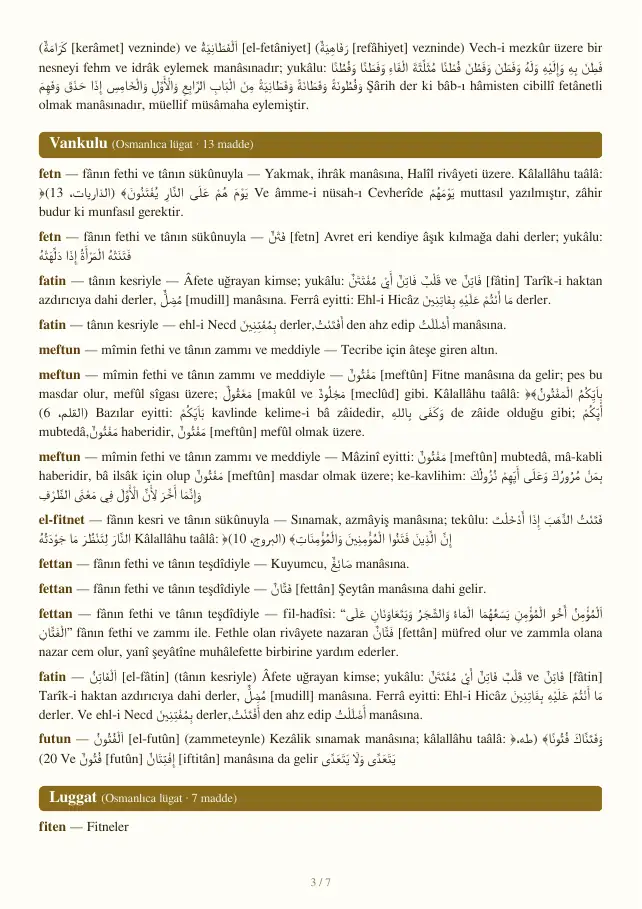 (كَرَامَةٌ [kerâmet] vezninde) ve اَلْفَطَانِيَةُ [el-fetâniyet] (رَفَاهِيَةٌ [refâhiyet] vezninde) Vech-i mezkûr üzere bir
nesneyi fehm ve idrâk eylemek manâsınadır; yukâlu: فَطِنَ بِهِ وَإِلَيْهِ وَلَهُ وَفَطَنَ وَفَطُنَ فَطْنًا مُثَلَّثَةَ الْفَاءِ وَفَطَنًا وَفُطْنًا
وَفُطُونَةً وَفَطَانَةً وَفَطَانِيَةً مِنَ الْبَابِ الرَّابِعِ وَالْأَوَّلِ وَالْخَامِسِ إِذَا حَذَقَ وَفَهِمَ Şârih der ki bâb-ı hâmisten cibillî fetânetli
olmak manâsınadır, müellif müsâmaha eylemiştir.
Vankulu (Osmanlıca lügat · 13 madde)
fetn — fânın fethi ve tânın sükûnuyla — Yakmak, ihrâk manâsına, Halîl rivâyeti üzere. Kâlallâhu taâlâ:
﴿يَوْمَ هُمْ عَلَى النَّارِ يُفْتَنُونَ﴾ (الذاريات، 13) Ve âmme-i nüsah-ı Cevherîde يَوْمَهُمْ muttasıl yazılmıştır, zâhir
budur ki munfasıl gerektir.
fetn — fânın fethi ve tânın sükûnuyla — فَتْنٌ [fetn] Avret eri kendiye âşık kılmağa dahi derler; yukâlu:
فَتَنَتْهُ الْمَرْأَةُ إِذَا دَلَّهَتْهُ
fatin — tânın kesriyle — Âfete uğrayan kimse; yukâlu: قَلْبٌ فَاتِنٌ أَيْ مُفْتَتَنٌ ve فَاتِنٌ [fâtin] Tarîk-i haktan
azdırıcıya dahi derler, مُضِلٌّ [mudill] manâsına. Ferrâ eyitti: Ehl-i Hicâz مَا أَنْتُمْ عَلَيْهِ بِفَاتِنِينَ derler.
fatin — tânın kesriyle — ehl-i Necd بِمُفْتِنِينَ derler,أَفْتَنْتُ den ahz edip أَضْلَلْتُ manâsına.
meftun — mîmin fethi ve tânın zammı ve meddiyle — Tecribe için âteşe giren altın.
meftun — mîmin fethi ve tânın zammı ve meddiyle — مَفْتُونٌ [meftûn] Fitne manâsına da gelir; pes bu
masdar olur, mefûl sîgası üzere; مَعْقُولٌ [makûl ve مَجْلُودٌ [meclûd] gibi. Kâlallâhu taâlâ: ﴿بِأَيِّكُمُ الْمَفْتُونُ﴾
(القلم، 6) Bazılar eyitti: بِأَيِّكُمُ kavlinde kelime-i bâ zâidedir, وَكَفَى بِاللهِ de zâide olduğu gibi; أَيُّكُمْ
mubtedâ,مَفْتُونٌ haberidir, مَفْتُونٌ [meftûn] mefûl olmak üzere.
meftun — mîmin fethi ve tânın zammı ve meddiyle — Mâzinî eyitti: مَفْتُونٌ [meftûn] mubtedâ, mâ-kabli
haberidir, bâ ilsâk için olup مَفْتُونٌ [meftûn] masdar olmak üzere; ke-kavlihim: بِمَنْ مُرُورُكَ وَعَلَى أَيِّهِمْ نُزُولُكَ
وَإِنَّمَا أَخَّرَ لِأَنَّ الْأَوَّلَ فِي مَعْنَى الظَّرْفِ
el-fitnet — fânın kesri ve tânın sükûnuyla — Sınamak, azmâyiş manâsına; tekûlu: فَتَنْتُ الذَّهَبَ إِذَا أَدْخَلْتَ
النَّارَ لِتَنْظُرَ مَا جَوْدَتُهُ Kâlallâhu taâlâ: ﴿إِنَّ الَّذِينَ فَتَنُوا الْمُؤْمِنِينَ وَالْمُؤْمِنَاتِ﴾ (البروج، 10)
fettan — fânın fethi ve tânın teşdîdiyle — Kuyumcu, صَائِغٌ manâsına.
fettan — fânın fethi ve tânın teşdîdiyle — فَتَّانٌ [fettân] Şeytân manâsına dahi gelir.
fettan — fânın fethi ve tânın teşdîdiyle — fil-hadîsi: “اَلْمُؤْمِنُ أَخُو الْمُؤْمِنِ يَسَعُهُمَا الْمَاءُ وَالشَّجَرُ وَيَتَعَاوَنَانِ عَلَى
الْفَتَّانِ” fânın fethi ve zammı ile. Fethle olan rivâyete nazaran فَتَّانٌ [fettân] müfred olur ve zammla olana
nazar cem olur, yanî şeyâtîne muhâlefette birbirine yardım ederler.
fatin — اَلْفَاتِنُ [el-fâtin] (tânın kesriyle) Âfete uğrayan kimse; yukâlu: قَلْبٌ فَاتِنٌ أَيْ مُفْتَتَنٌ ve فَاتِنٌ [fâtin]
Tarîk-i haktan azdırıcıya dahi derler, مُضِلٌّ [mudill] manâsına. Ferrâ eyitti: Ehl-i Hicâz مَا أَنْتُمْ عَلَيْهِ بِفَاتِنِينَ
derler. Ve ehl-i Necd بِمُفْتِنِينَ derler,أَفْتَنْتُ den ahz edip أَضْلَلْتُ manâsına.
futun — اَلْفُتُونُ [el-futûn] (zammeteynle) Kezâlik sınamak manâsına; kâlallâhu taâlâ: ﴿وَفَتَنَّاكَ فُتُونًا﴾ (طه،
20) Ve فُتُونٌ [futûn] إِفْتِتَانٌ [iftitân] manâsına da gelir يَتَعَدَّى وَلَا يَتَعَدَّى
Luggat (Osmanlıca lügat · 7 madde)
fiten — Fitneler
3 / 7